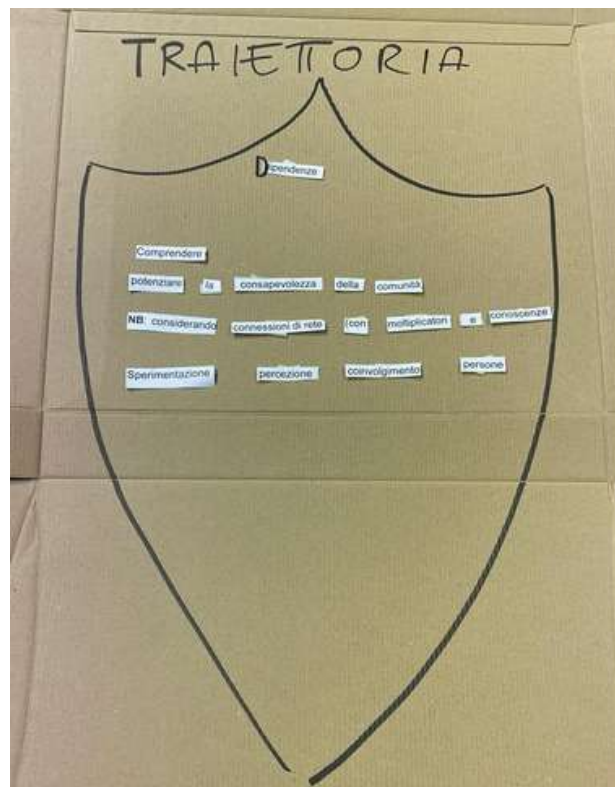 TRAIETTORIA
Dipendenze
Comprendere
potenziare la consapevolezza della comunità
NB: considerando connessioni di rete (con moltiplicatori e conoscenze
Sperimentazione percezione coinvolgimento persone